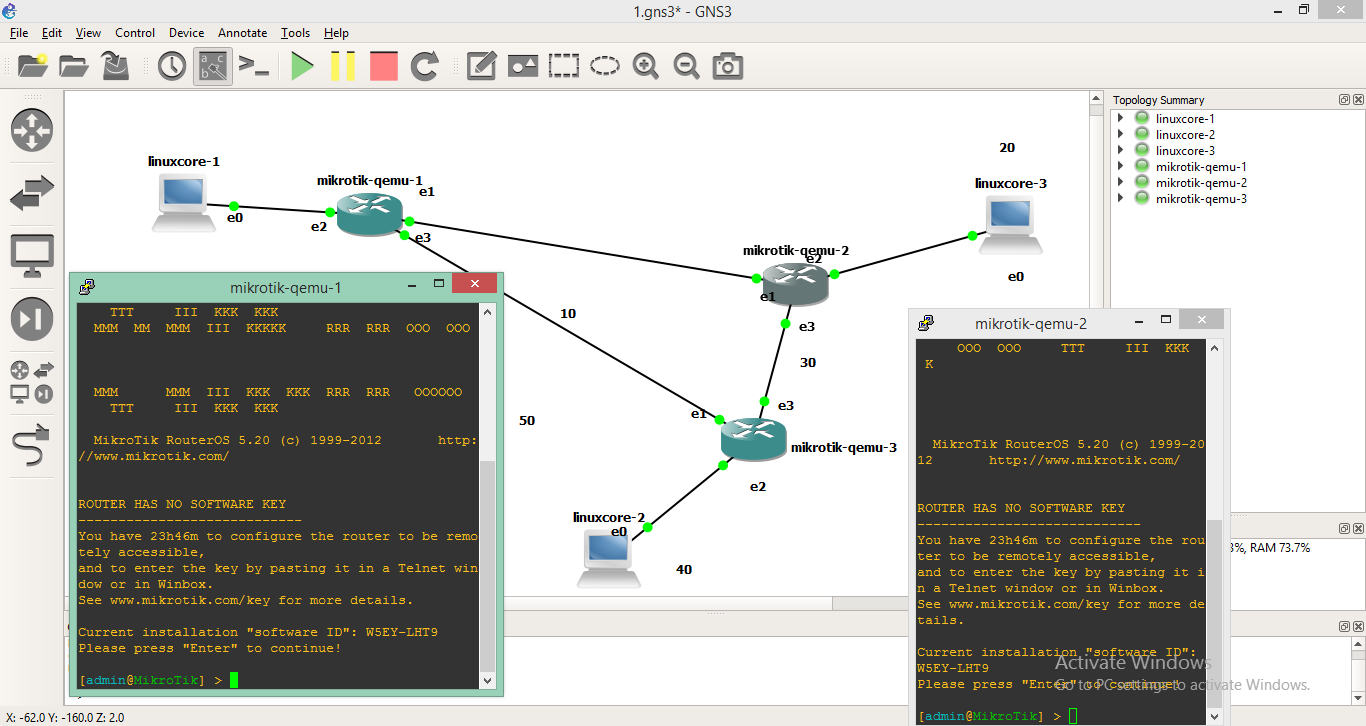 1.gns3* - GNS3
File Edit View Control Device Annotate Tools Help
Topology Summary
linuxcore-1
linuxcore-2
linuxcore-3
mikrotik-qemu-1
mikrotik-qemu-2
mikrotik-qemu-3
linuxcore-1
e0
mikrotik-qemu-1
e1
e2
e3
20
linuxcore-3
e0
mikrotik-qemu-2
e2
e1
e3
10
30
50
e3
e1
mikrotik-qemu-3
e2
linuxcore-2
e0
40
mikrotik-qemu-1
TTT III KKK KKK
MMM MM MMM III KKKKK RRR RRR OOO OOO
MMM MMM III KKK KKK RRR RRR OOOOOO
TTT III KKK KKK
MikroTik RouterOS 5.20 (c) 1999-2012 http:
//www.mikrotik.com/
ROUTER HAS NO SOFTWARE KEY
----------------------------
You have 23h46m to configure the router to be remo
tely accessible,
and to enter the key by pasting it in a Telnet win
dow or in Winbox.
See www.mikrotik.com/key for more details.
Current installation "software ID": W5EY-LHT9
Please press "Enter" to continue!
[admin@MikroTik] >
mikrotik-qemu-2
OOO OOO TTT III KKK
K
MikroTik RouterOS 5.20 (c) 1999-20
12 http://www.mikrotik.com/
ROUTER HAS NO SOFTWARE KEY
----------------------------
You have 23h46m to configure the rou
ter to be remotely accessible,
and to enter the key by pasting it i
n a Telnet window or in Winbox.
See www.mikrotik.com/key for more de
tails.
Current installation "software ID":
W5EY-LHT9
Please press "Enter" to continue!
[admin@MikroTik] >
%, RAM 73.7%
Activate Windows
Go to PC settings to activate Windows.
X: -62.0 Y: -160.0 Z: 2.0